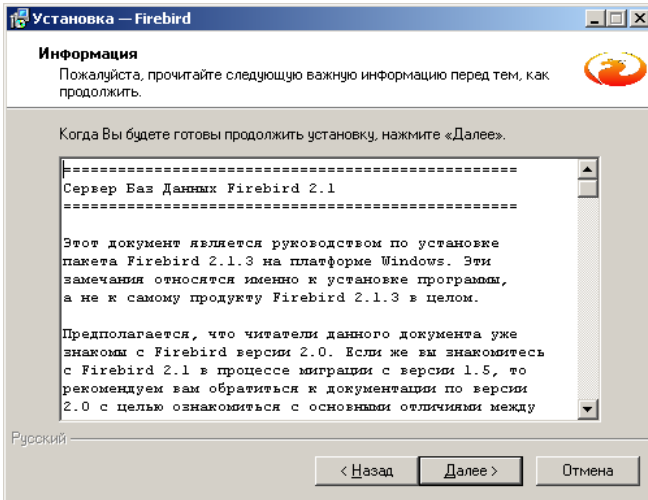 Установка — Firebird
Информация
Пожалуйста, прочитайте следующую важную информацию перед тем, как
продолжить.
Когда Вы будете готовы продолжить установку, нажмите «Далее».
==================================================
Сервер Баз Данных Firebird 2.1
==================================================
Этот документ является руководством по установке
пакета Firebird 2.1.3 на платформе Windows. Эти
замечания относятся именно к установке программы,
а не к самому продукту Firebird 2.1.3 в целом.
Предполагается, что читатели данного документа уже
знакомы с Firebird версии 2.0. Если же вы знакомитесь
с Firebird 2.1 в процессе миграции с версии 1.5, то
рекомендуем вам обратиться к документации по версии
2.0 с целью ознакомиться с основными отличиями между
Русский
< Назад
Далее >
Отмена